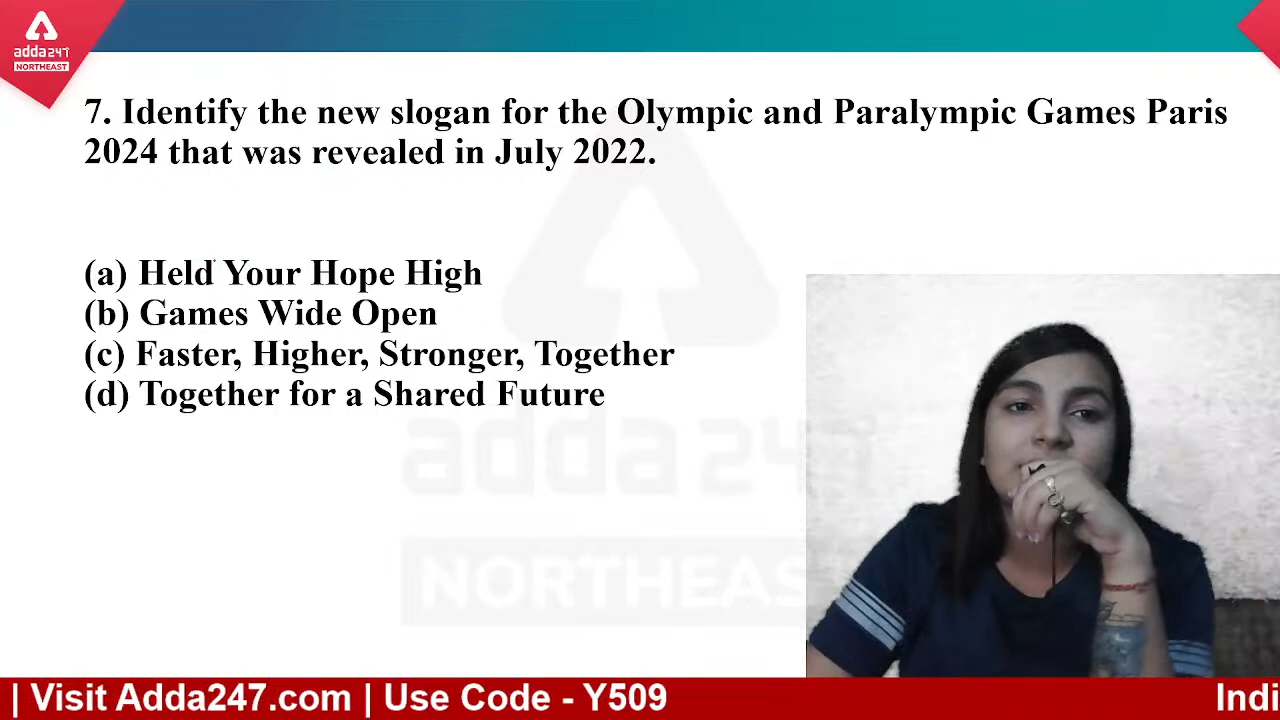 adda247
NORTHEAST
7. Identify the new slogan for the Olympic and Paralympic Games Paris
2024 that was revealed in July 2022.
(a) Held Your Hope High
(b) Games Wide Open
(c) Faster, Higher, Stronger, Together
(d) Together for a Shared Future
adda247
NORTHEAS
| Visit Adda247.com | Use Code - Y509
Indi